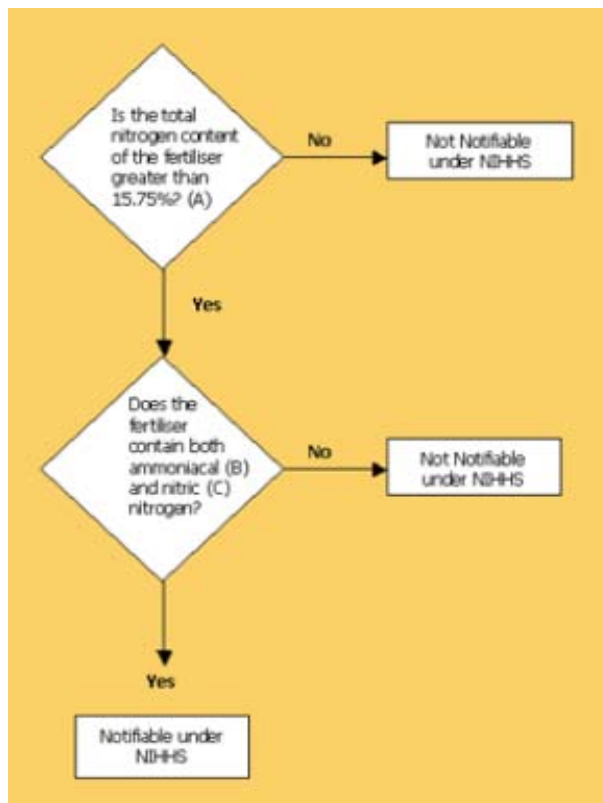 Is the total
nitrogen content
of the fertiliser
greater than
15.75%? (A)
No
Not Notifiable
under NIHHS
Yes
Does the
fertiliser
contain both
ammoniacal (B)
and nitric (C)
nitrogen?
No
Not Notifiable
under NIHHS
Yes
Notifiable under
NIHHS